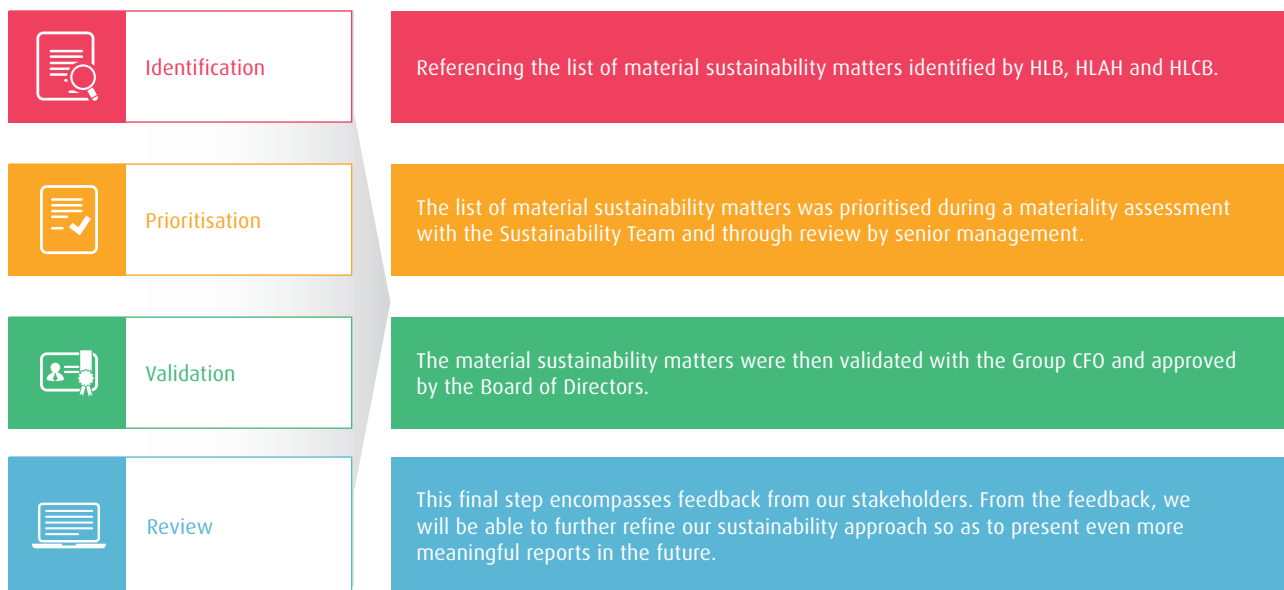 Identification
Referencing the list of material sustainability matters identified by HLB, HLAH and HLCB.
Prioritisation
The list of material sustainability matters was prioritised during a materiality assessment
with the Sustainability Team and through review by senior management.
Validation
The material sustainability matters were then validated with the Group CFO and approved
by the Board of Directors.
Review
This final step encompasses feedback from our stakeholders. From the feedback, we
will be able to further refine our sustainability approach so as to present even more
meaningful reports in the future.